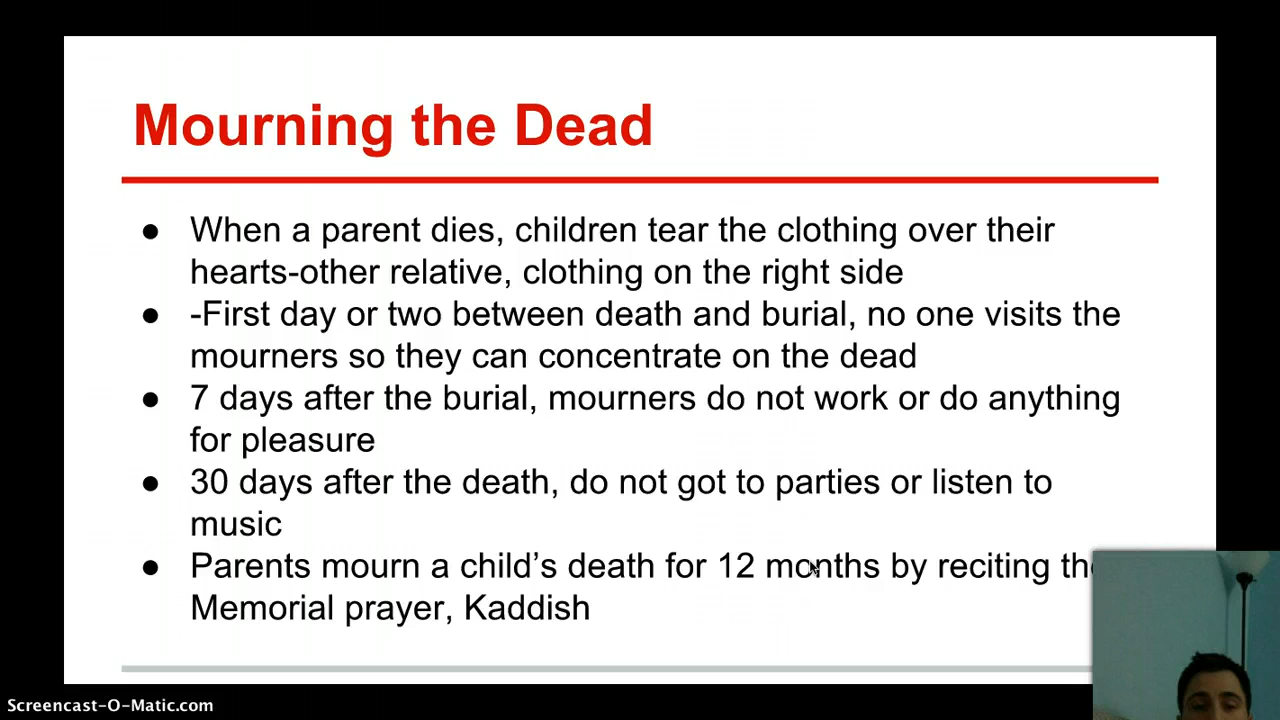 Mourning the Dead
● When a parent dies, children tear the clothing over their
hearts-other relative, clothing on the right side
● -First day or two between death and burial, no one visits the
mourners so they can concentrate on the dead
● 7 days after the burial, mourners do not work or do anything
for pleasure
● 30 days after the death, do not got to parties or listen to
music
● Parents mourn a child’s death for 12 months by reciting the
Memorial prayer, Kaddish
Screencast-O-Matic.com